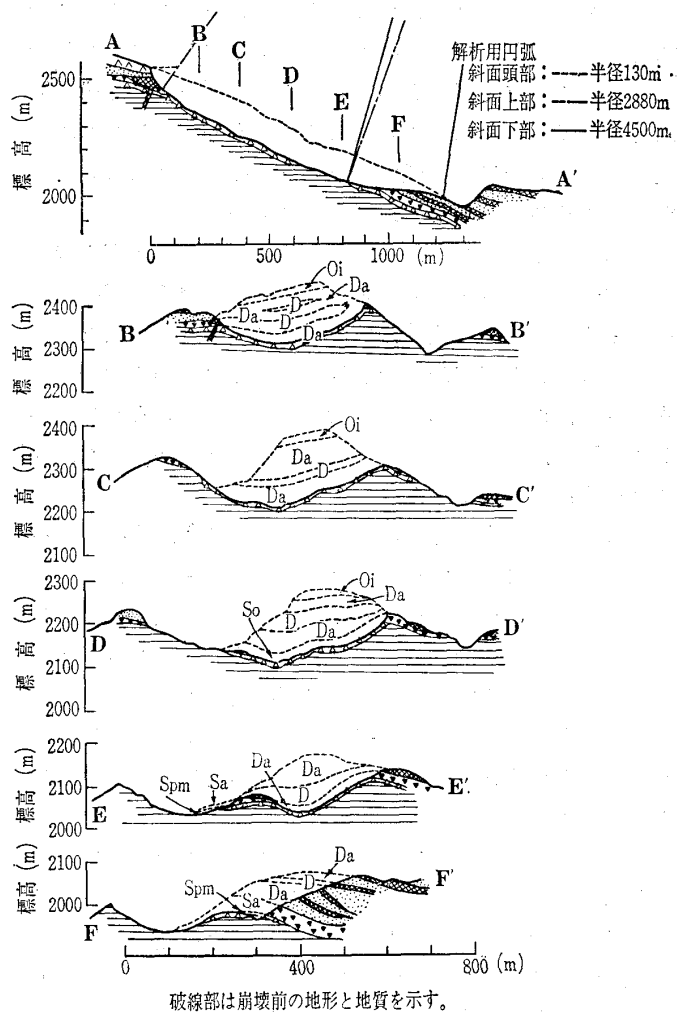 A B C D E F A'
解析用円弧
斜面頭部：-----半径130m
斜面上部：—-—半径2880m
斜面下部：——半径4500m
標高(m)
2500
2000
0 500 1000 (m)
Oi
Da
D
Da
D
Da
標高(m)
2400
2300
2200
B B'
Oi
Da
D
Da
標高(m)
2400
2300
2200
2100
C C'
Oi
Da
So
D
Da
標高(m)
2300
2200
2100
2000
D D'
Da
Da
Sa
Spm
D
標高(m)
2200
2100
2000
E E'
Da
D
Spm
Sa
Da
標高(m)
2100
2000
F F'
0 400 800 (m)
破線部は崩壊前の地形と地質を示す。